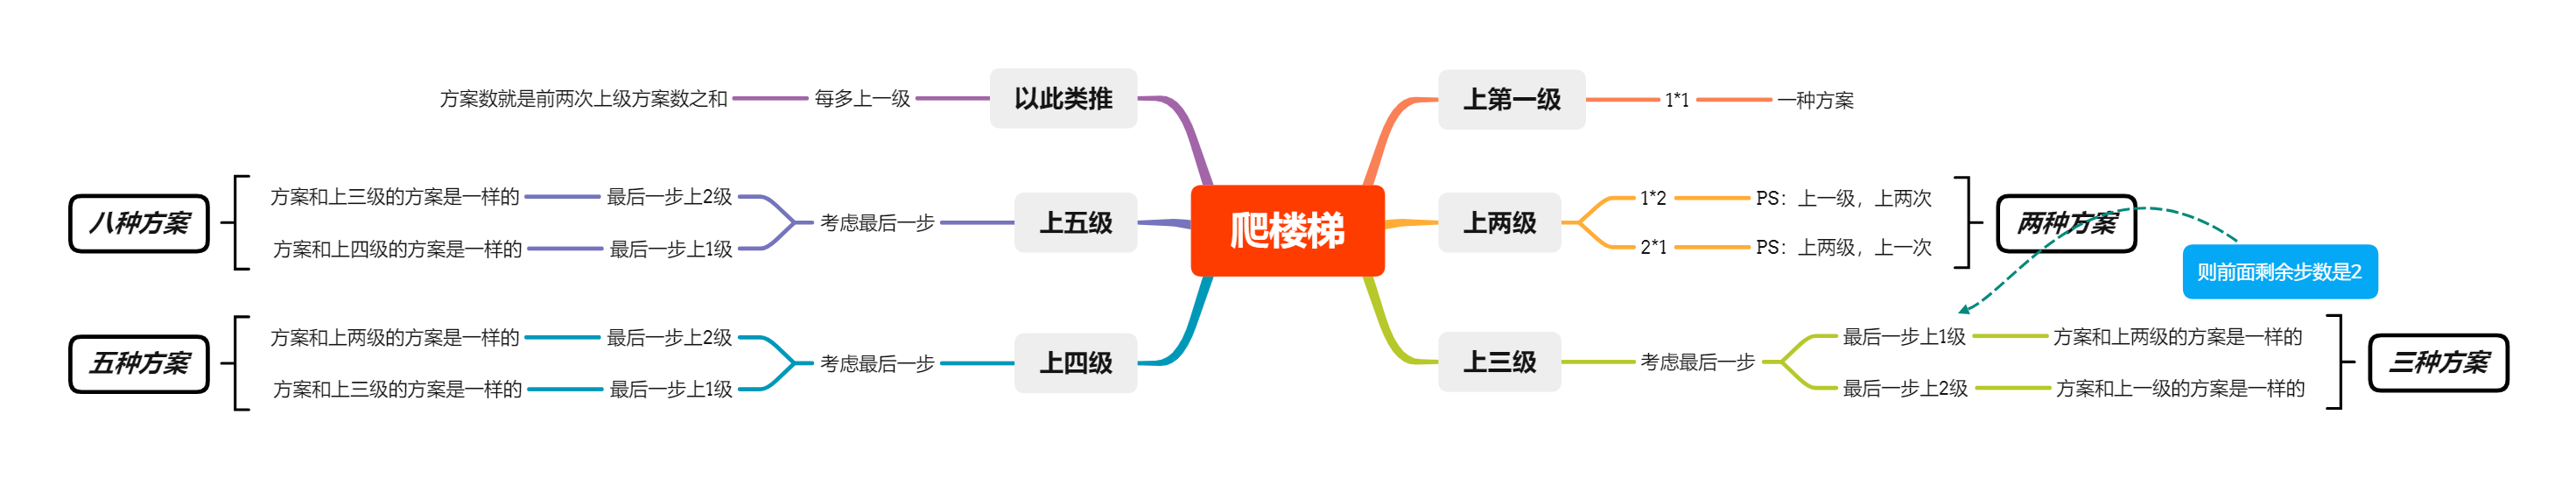 爬楼梯
上第一级
1*1
一种方案
上两级
1*2
PS：上一级，上两次
2*1
PS：上两级，上一次
两种方案
则前面剩余步数是2
上三级
考虑最后一步
最后一步上1级
方案和上两级的方案是一样的
最后一步上2级
方案和上一级的方案是一样的
三种方案
上四级
考虑最后一步
最后一步上2级
方案和上两级的方案是一样的
最后一步上1级
方案和上三级的方案是一样的
五种方案
上五级
考虑最后一步
最后一步上2级
方案和上三级的方案是一样的
最后一步上1级
方案和上四级的方案是一样的
八种方案
以此类推
每多上一级
方案数就是前两次上级方案数之和